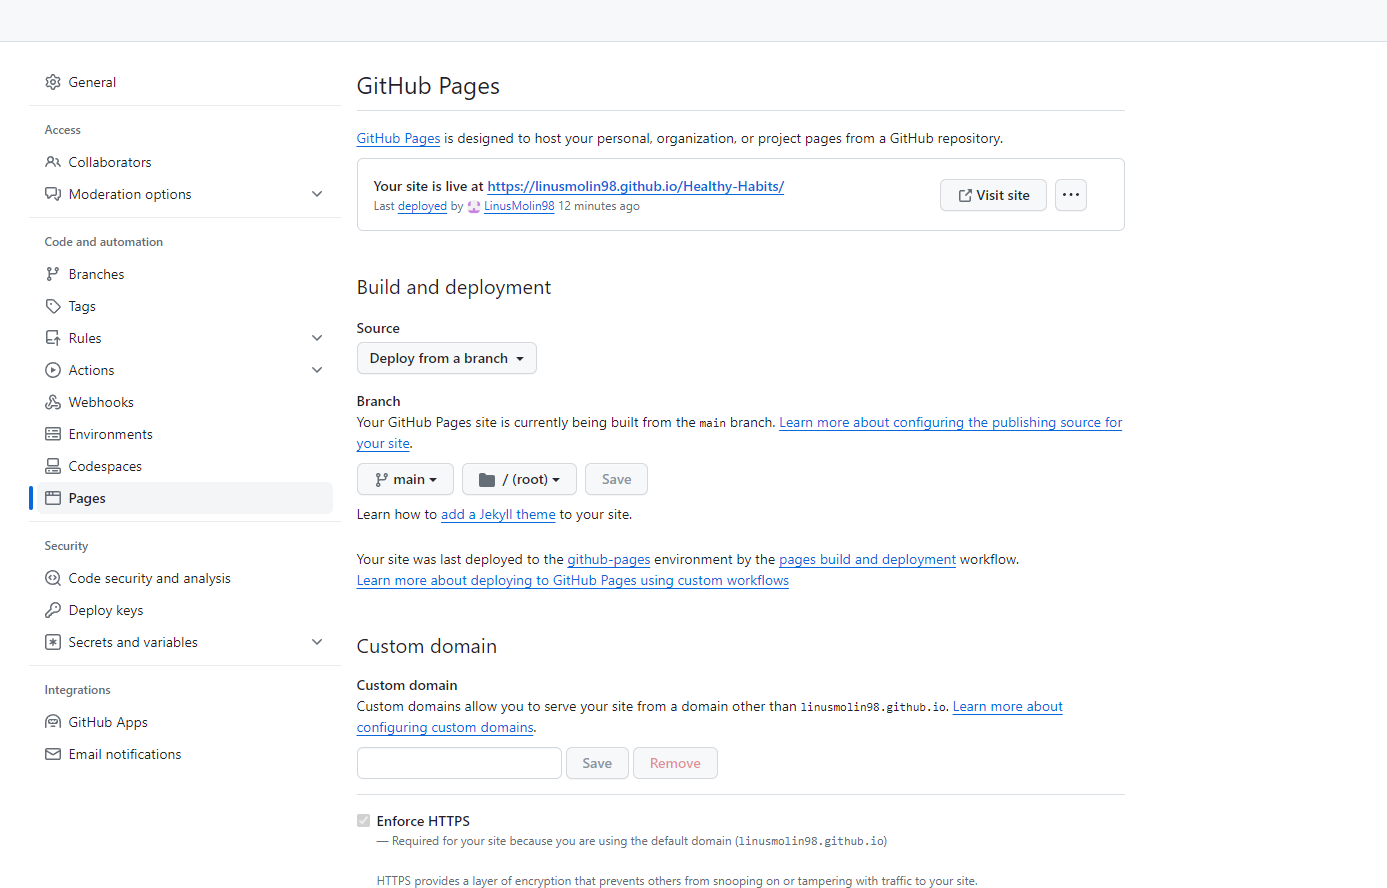 General
Access
Collaborators
Moderation options
Code and automation
Branches
Tags
Rules
Actions
Webhooks
Environments
Codespaces
Pages
Security
Code security and analysis
Deploy keys
Secrets and variables
Integrations
GitHub Apps
Email notifications
GitHub Pages
GitHub Pages is designed to host your personal, organization, or project pages from a GitHub repository.
Your site is live at https://linusmolin98.github.io/Healthy-Habits/
Last deployed by LinusMolin98 12 minutes ago
Visit site
Build and deployment
Source
Deploy from a branch
Branch
Your GitHub Pages site is currently being built from the main branch. Learn more about configuring the publishing source for
your site.
main
/ (root)
Save
Learn how to add a Jekyll theme to your site.
Your site was last deployed to the github-pages environment by the pages build and deployment workflow.
Learn more about deploying to GitHub Pages using custom workflows
Custom domain
Custom domain
Custom domains allow you to serve your site from a domain other than linusmolin98.github.io. Learn more about
configuring custom domains.
Save
Remove
Enforce HTTPS
— Required for your site because you are using the default domain (linusmolin98.github.io)
HTTPS provides a layer of encryption that prevents others from snooping on or tampering with traffic to your site.